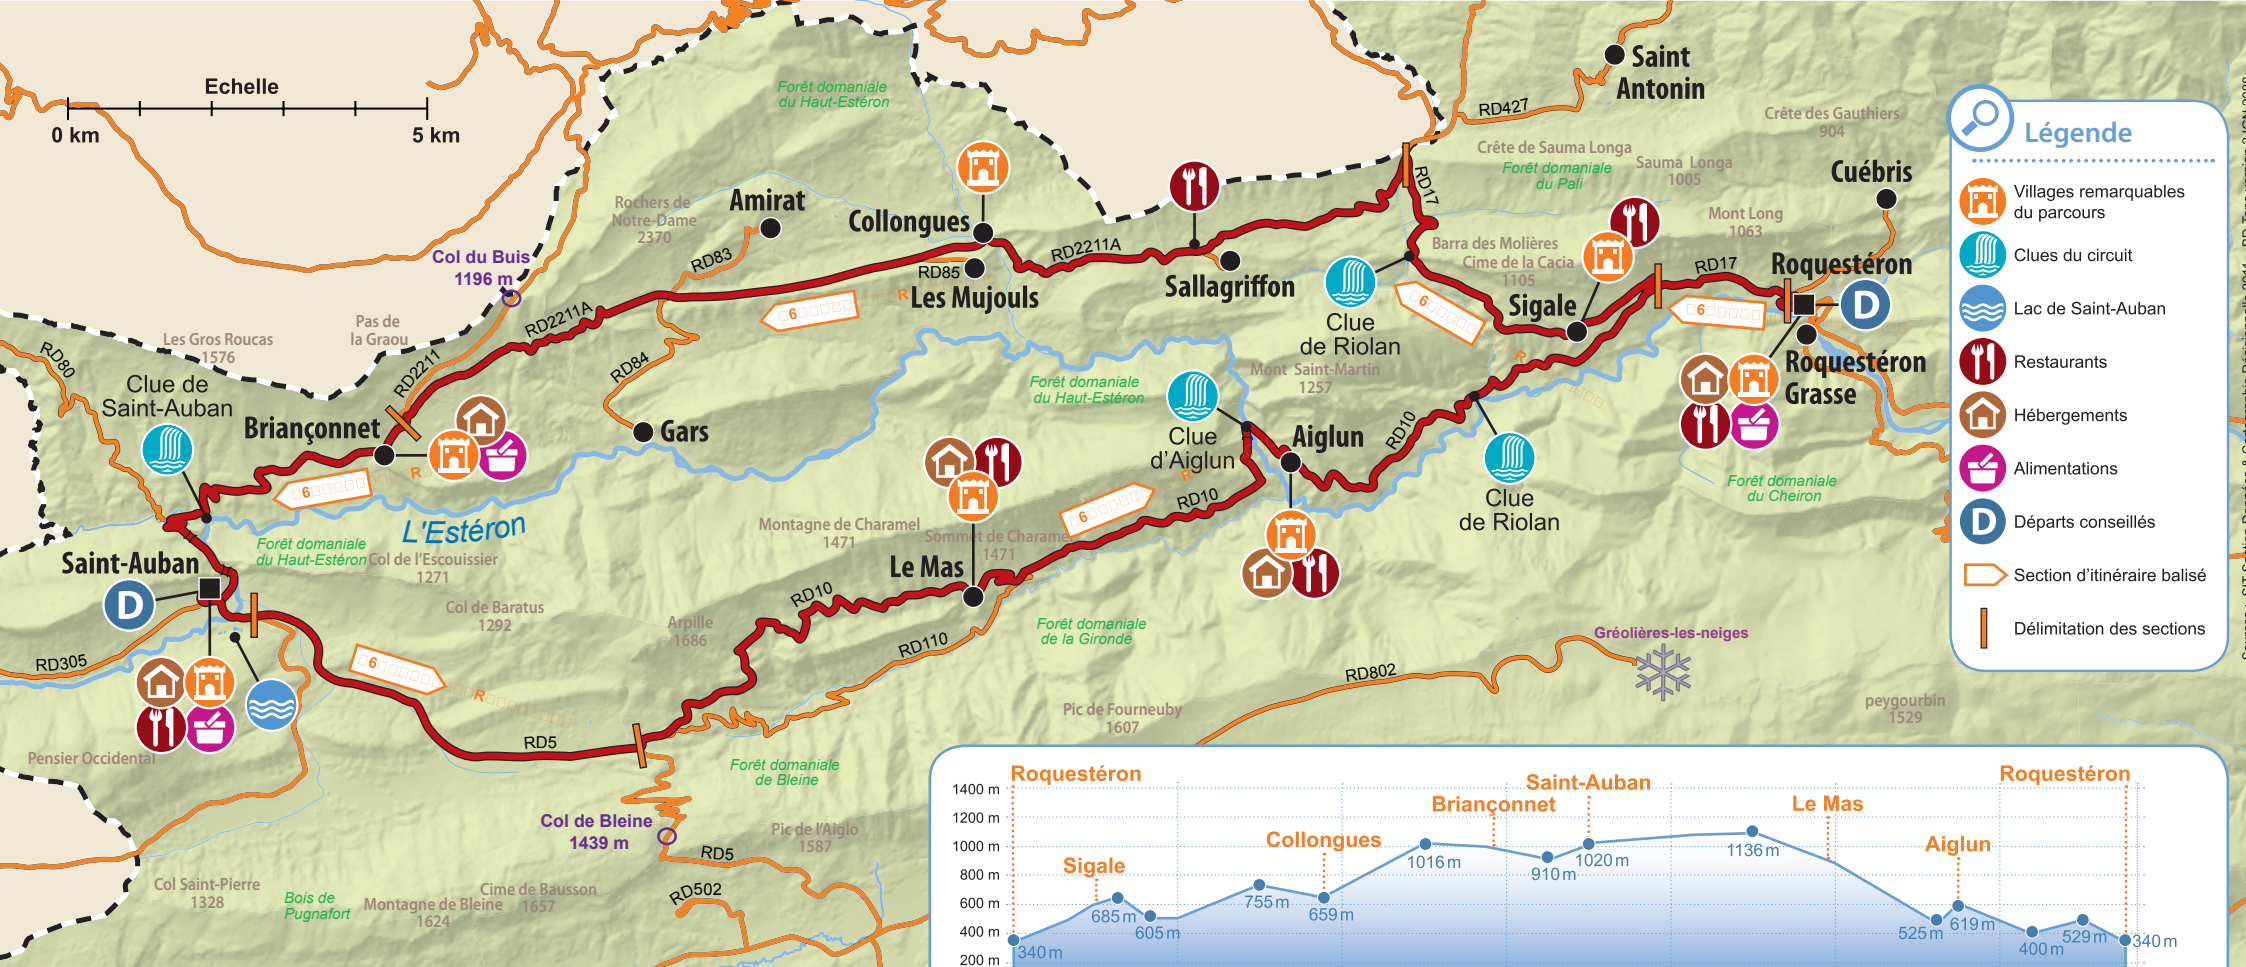 Echelle
0 km
5 km
Forêt domaniale
du Haut-Estéron
Saint
Antonin
RD427
Crête des Gauthiers
904
Crête de Sauma Longa
Forêt domaniale
du Pali
Sauma Longa
1005
Cuébris
Rochers de
Notre-Dame
2370
Amirat
Collongues
RD2211A
RD17
Mont Long
1063
Col du Buis
1196 m
RD83
RD85
Les Mujouls
Sallagriffon
Barra des Molières
Cime de la Cacia
1105
Sigale
RD17
Roquestéron
D
Roquestéron
Grasse
Les Gros Roucas
1576
Pas de
la Graou
RD2211A
RD2211
RD80
RD84
6
6
6
R
R
Clue
de Riolan
Mont Saint-Martin
1257
Forêt domaniale
du Haut-Estéron
Clue de
Saint-Auban
Briançonnet
Gars
R
6
Clue
d'Aiglun
R
Aiglun
RD10
Clue
de Riolan
Forêt domaniale
du Cheiron
L'Estéron
Forêt domaniale
du Haut-Estéron
Col de l'Escouissier
1271
Montagne de Charamel
1471
Sommet de Charamel
1471
6
RD10
Saint-Auban
D
Le Mas
RD10
Col de Baratus
1292
Arpille
1686
RD110
Forêt domaniale
de la Gironde
Gréolières-les-neiges
RD802
RD305
6
R
RD5
Pensier Occidental
Pic de Fourneuby
1607
peygourbin
1529
Forêt domaniale
de Bleine
Col de Bleine
1439 m
Pic de l'Aiglo
1587
RD5
RD502
Col Saint-Pierre
1328
Bois de
Pugnafort
Montagne de Bleine
1624
Cime de Bausson
1657
Légende
Villages remarquables
du parcours
Clues du circuit
Lac de Saint-Auban
Restaurants
Hébergements
Alimentations
D
Départs conseillés
Section d'itinéraire balisé
Délimitation des sections
Roquestéron
Sigale
Collongues
Briançonnet
Saint-Auban
Le Mas
Aiglun
Roquestéron
1400 m
1200 m
1000 m
800 m
600 m
400 m
200 m
340 m
685 m
605 m
755 m
659 m
1016 m
910 m
1020 m
1136 m
525 m
619 m
400 m
529 m
340 m